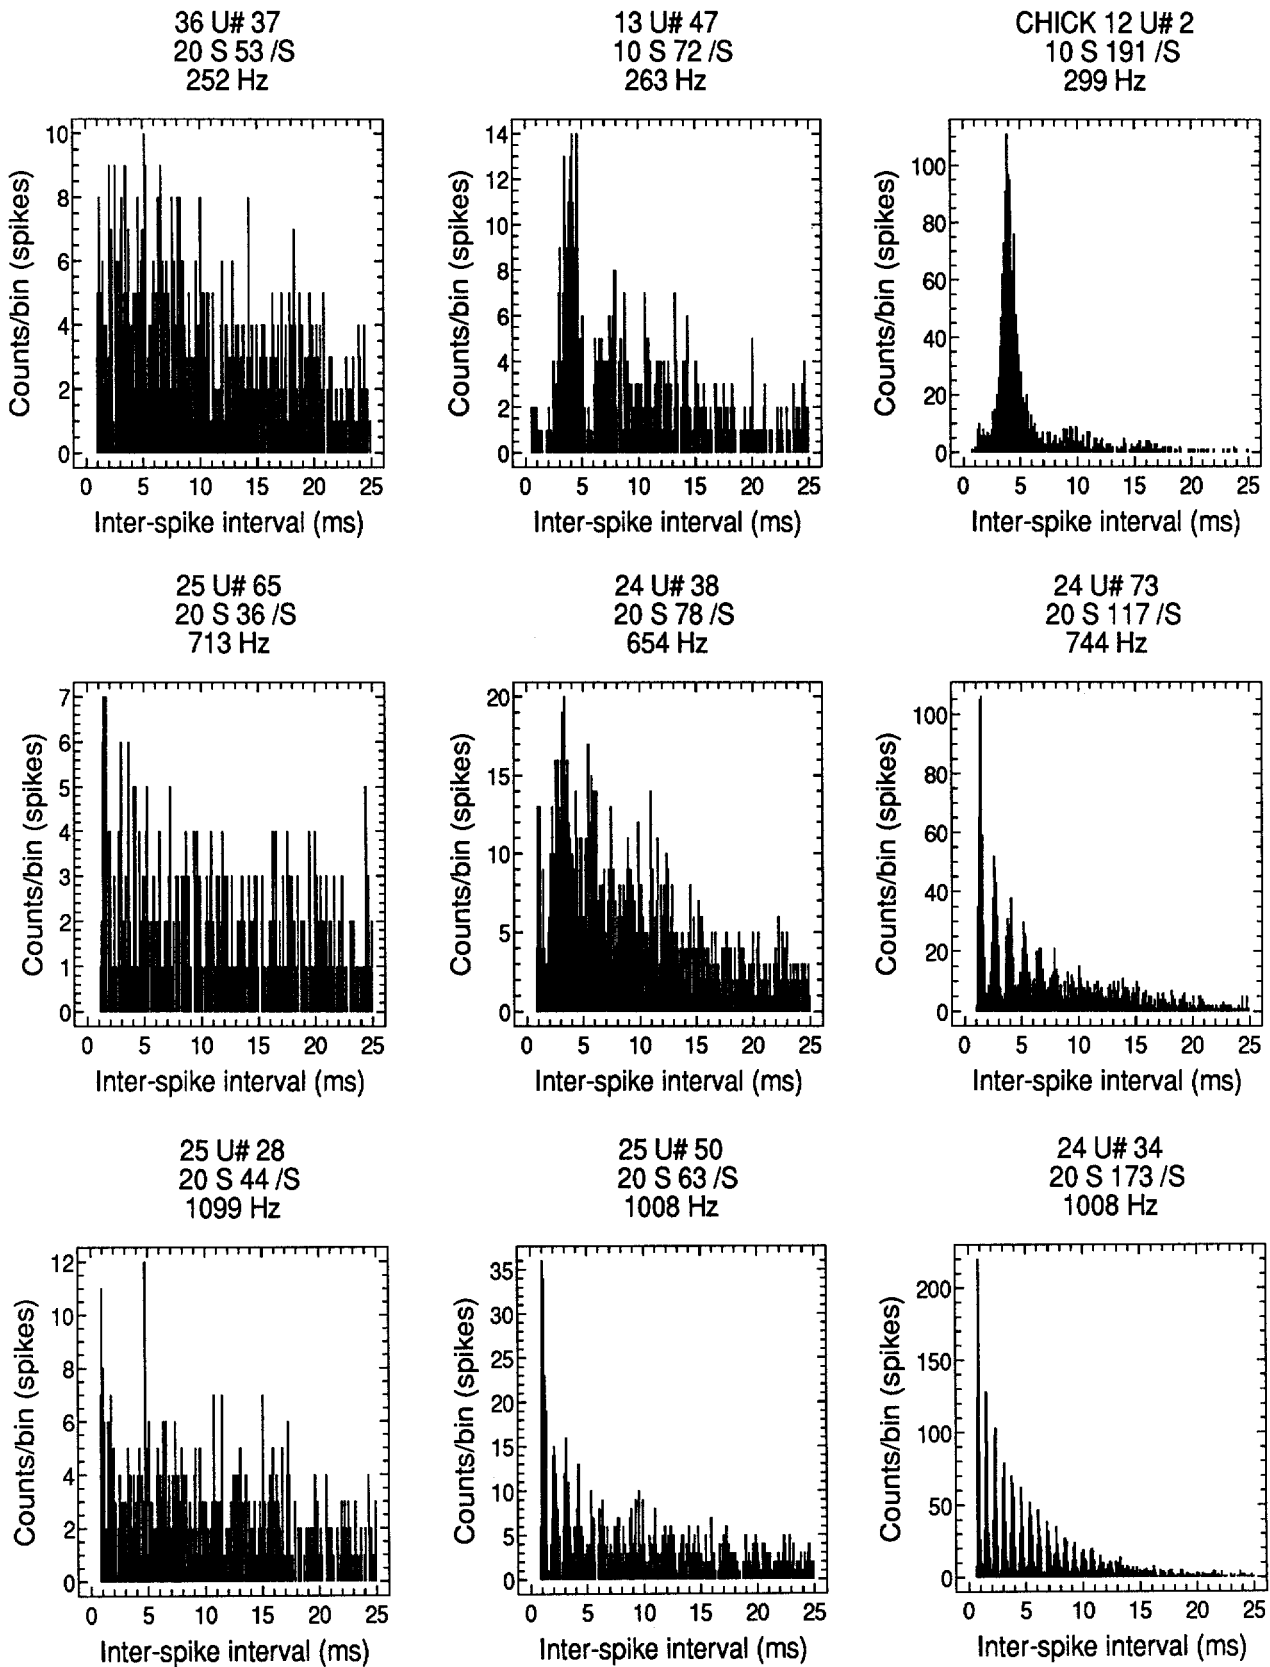 36 U# 37
20 S 53 /S
252 Hz
13 U# 47
10 S 72 /S
263 Hz
CHICK 12 U# 2
10 S 191 /S
299 Hz
Counts/bin (spikes)
10
8
6
4
2
0
0 5 10 15 20 25
Inter-spike interval (ms)
Counts/bin (spikes)
14
12
10
8
6
4
2
0
0 5 10 15 20 25
Inter-spike interval (ms)
Counts/bin (spikes)
100
80
60
40
20
0
0 5 10 15 20 25
Inter-spike interval (ms)
25 U# 65
20 S 36 /S
713 Hz
24 U# 38
20 S 78 /S
654 Hz
24 U# 73
20 S 117 /S
744 Hz
Counts/bin (spikes)
7
6
5
4
3
2
1
0
0 5 10 15 20 25
Inter-spike interval (ms)
Counts/bin (spikes)
20
15
10
5
0
0 5 10 15 20 25
Inter-spike interval (ms)
Counts/bin (spikes)
100
80
60
40
20
0
0 5 10 15 20 25
Inter-spike interval (ms)
25 U# 28
20 S 44 /S
1099 Hz
25 U# 50
20 S 63 /S
1008 Hz
24 U# 34
20 S 173 /S
1008 Hz
Counts/bin (spikes)
12
10
8
6
4
2
0
0 5 10 15 20 25
Inter-spike interval (ms)
Counts/bin (spikes)
35
30
25
20
15
10
5
0
0 5 10 15 20 25
Inter-spike interval (ms)
Counts/bin (spikes)
200
150
100
50
0
0 5 10 15 20 25
Inter-spike interval (ms)